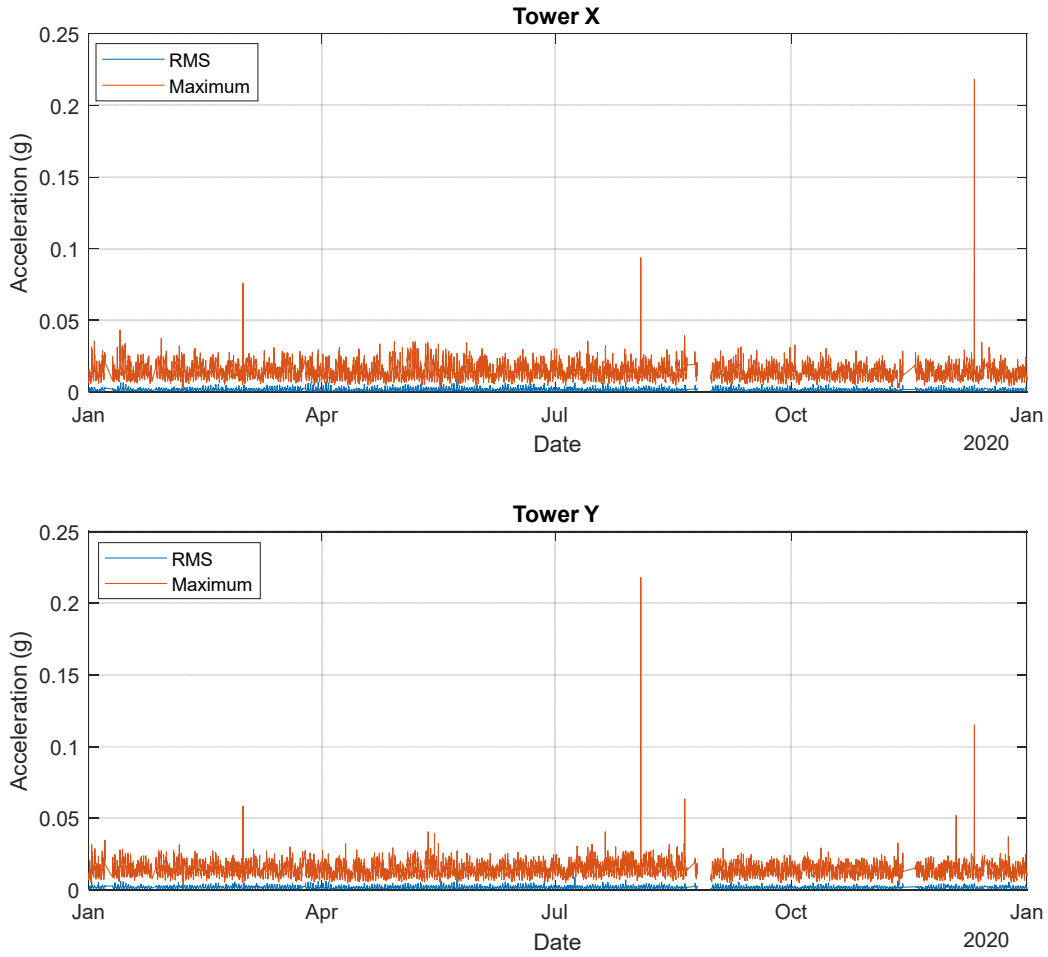 Tower X
0.25
0.2
0.15
0.1
0.05
0
Acceleration (g)
RMS
Maximum
Jan Apr Jul Oct Jan
Date
2020
Tower Y
0.25
0.2
0.15
0.1
0.05
0
Acceleration (g)
RMS
Maximum
Jan Apr Jul Oct Jan
Date
2020